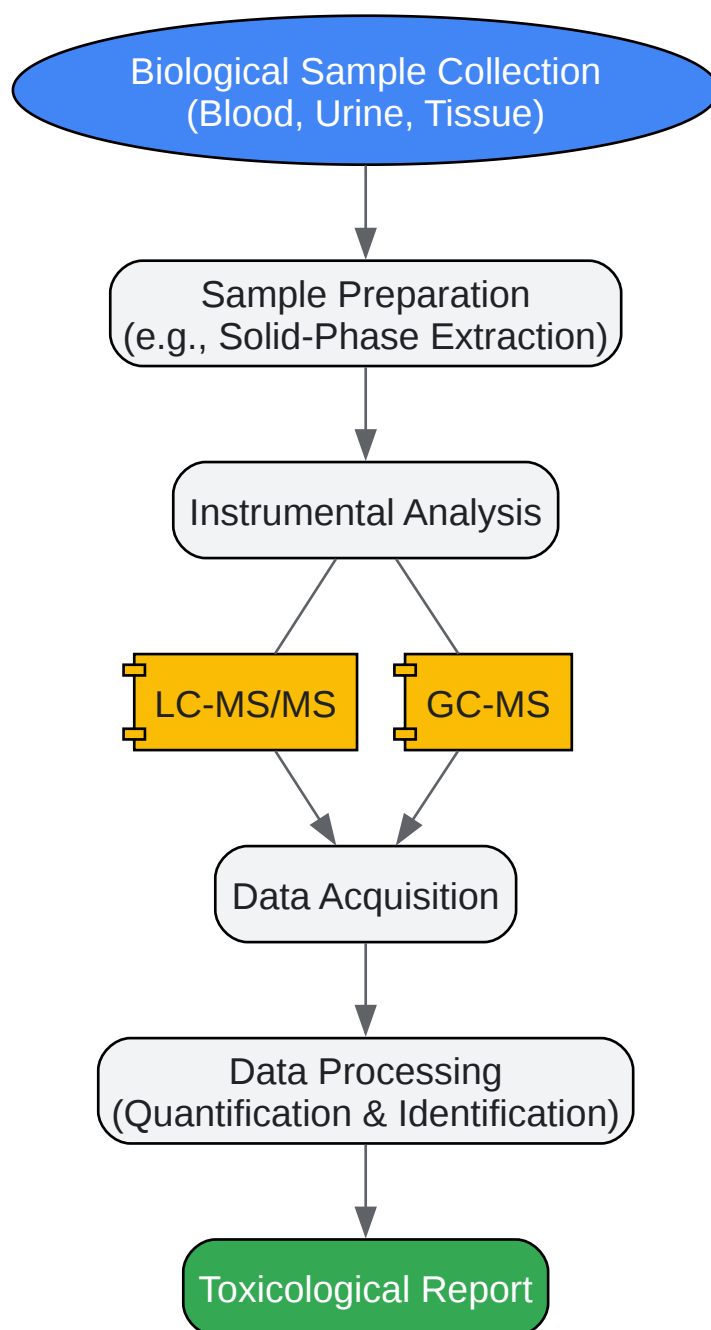 Biological Sample Collection
(Blood, Urine, Tissue)
Sample Preparation
(e.g., Solid-Phase Extraction)
Instrumental Analysis
LC-MS/MS
GC-MS
Data Acquisition
Data Processing
(Quantification & Identification)
Toxicological Report